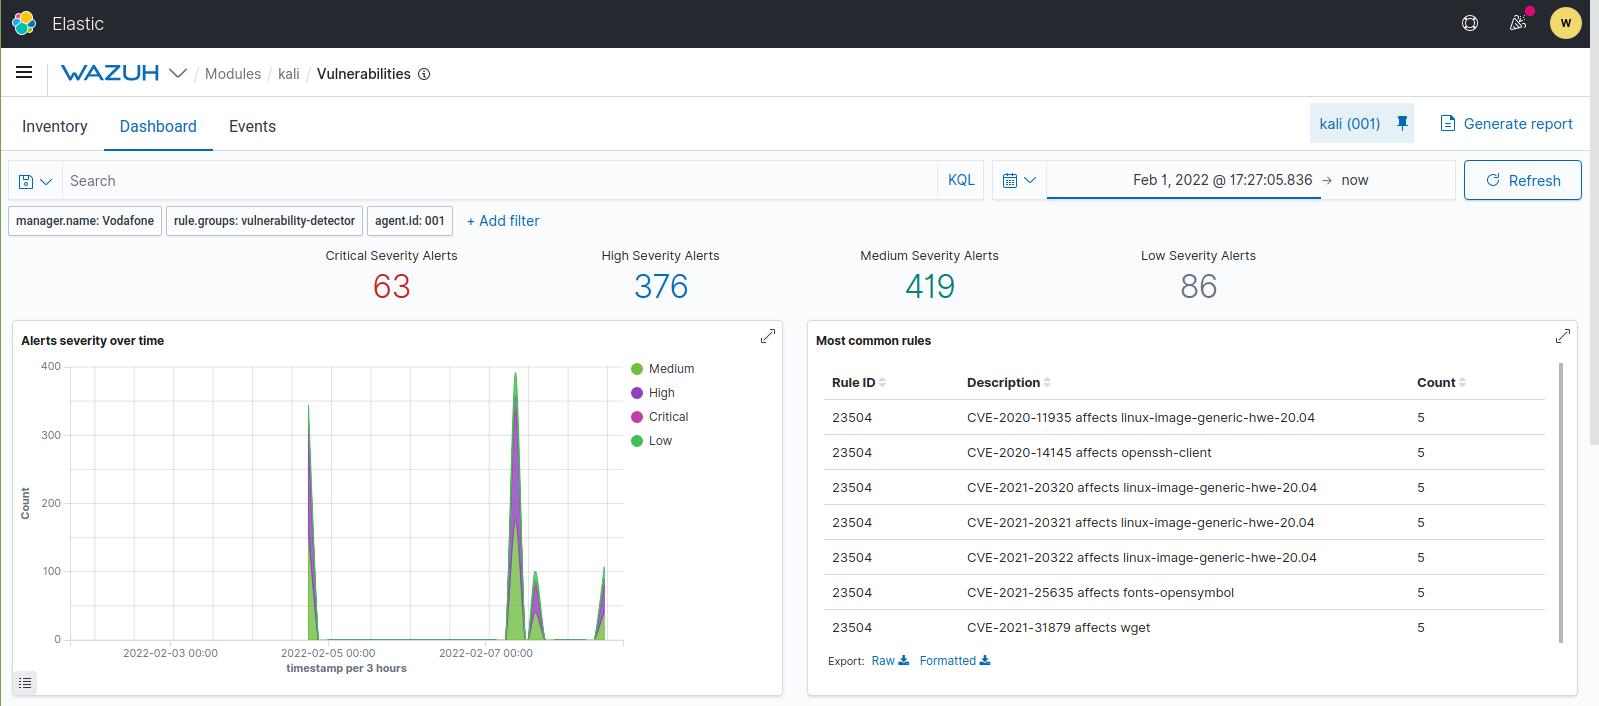 Elastic
W
WAZUH / Modules / kali / Vulnerabilities
Inventory Dashboard Events
kali (001) Generate report
Search KQL Feb 1, 2022 @ 17:27:05.836 → now Refresh
manager.name: Vodafone rule.groups: vulnerability-detector agent.id: 001 + Add filter
Critical Severity Alerts High Severity Alerts Medium Severity Alerts Low Severity Alerts
63 376 419 86
Alerts severity over time
400
300
200
100
0
Count
2022-02-03 00:00 2022-02-05 00:00 2022-02-07 00:00
timestamp per 3 hours
Medium
High
Critical
Low
Most common rules
Rule ID Description Count
23504 CVE-2020-11935 affects linux-image-generic-hwe-20.04 5
23504 CVE-2020-14145 affects openssh-client 5
23504 CVE-2021-20320 affects linux-image-generic-hwe-20.04 5
23504 CVE-2021-20321 affects linux-image-generic-hwe-20.04 5
23504 CVE-2021-20322 affects linux-image-generic-hwe-20.04 5
23504 CVE-2021-25635 affects fonts-opensymbol 5
23504 CVE-2021-31879 affects wget 5
Export: Raw Formatted